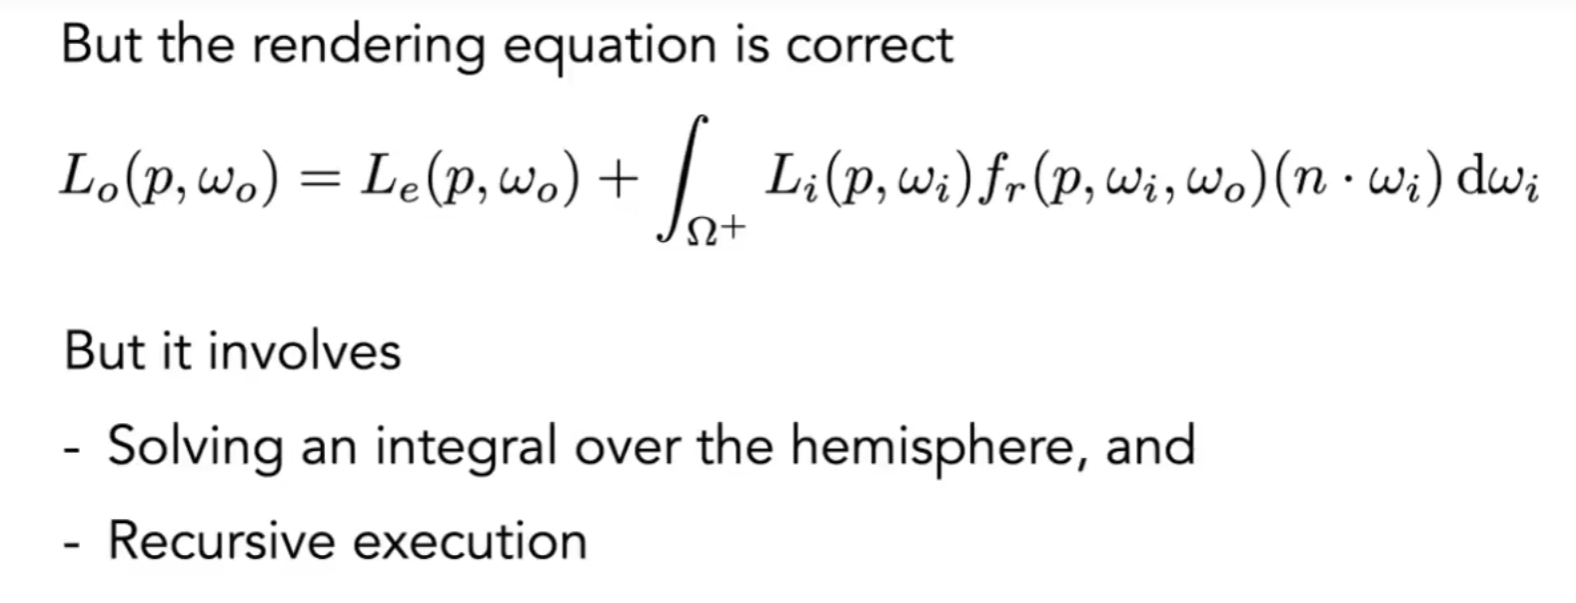 But the rendering equation is correct
L_o(p, ω_o) = L_e(p, ω_o) + ∫_{Ω+} L_i(p, ω_i) f_r(p, ω_i, ω_o)(n · ω_i) dω_i
But it involves
- Solving an integral over the hemisphere, and
- Recursive execution